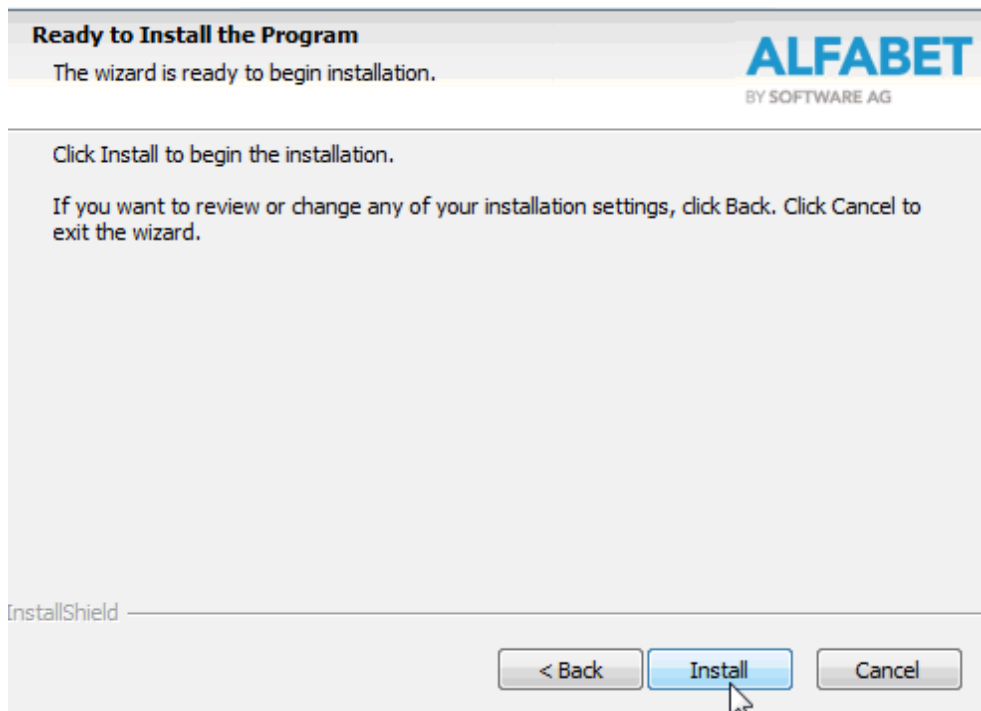 Ready to Install the Program
The wizard is ready to begin installation.
ALFABET
BY SOFTWARE AG
Click Install to begin the installation.
If you want to review or change any of your installation settings, click Back. Click Cancel to
exit the wizard.
InstallShield
< Back
Install
Cancel